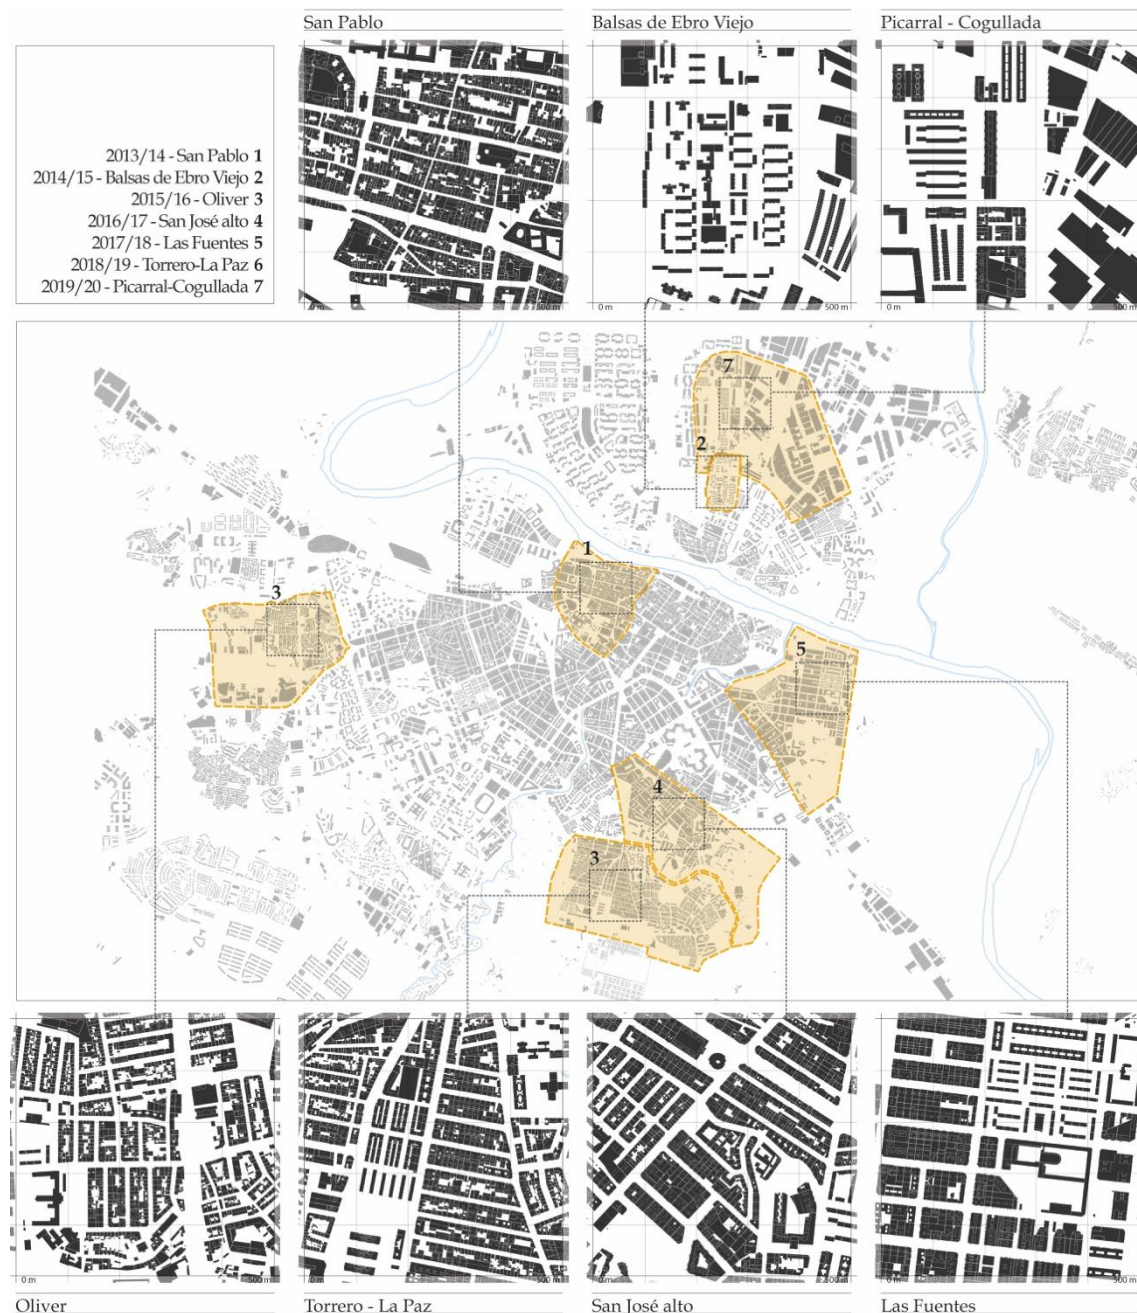 San Pablo
Balsas de Ebro Viejo
Picarral - Cogullada
2013/14 - San Pablo 1
2014/15 - Balsas de Ebro Viejo 2
2015/16 - Oliver 3
2016/17 - San José alto 4
2017/18 - Las Fuentes 5
2018/19 - Torrero-La Paz 6
2019/20 - Picarral-Cogullada 7
0 m
500 m
0 m
500 m
0 m
500 m
7
2
1
3
5
4
3
0 m
500 m
0 m
500 m
0 m
500 m
0 m
500 m
Oliver
Torrero - La Paz
San José alto
Las Fuentes